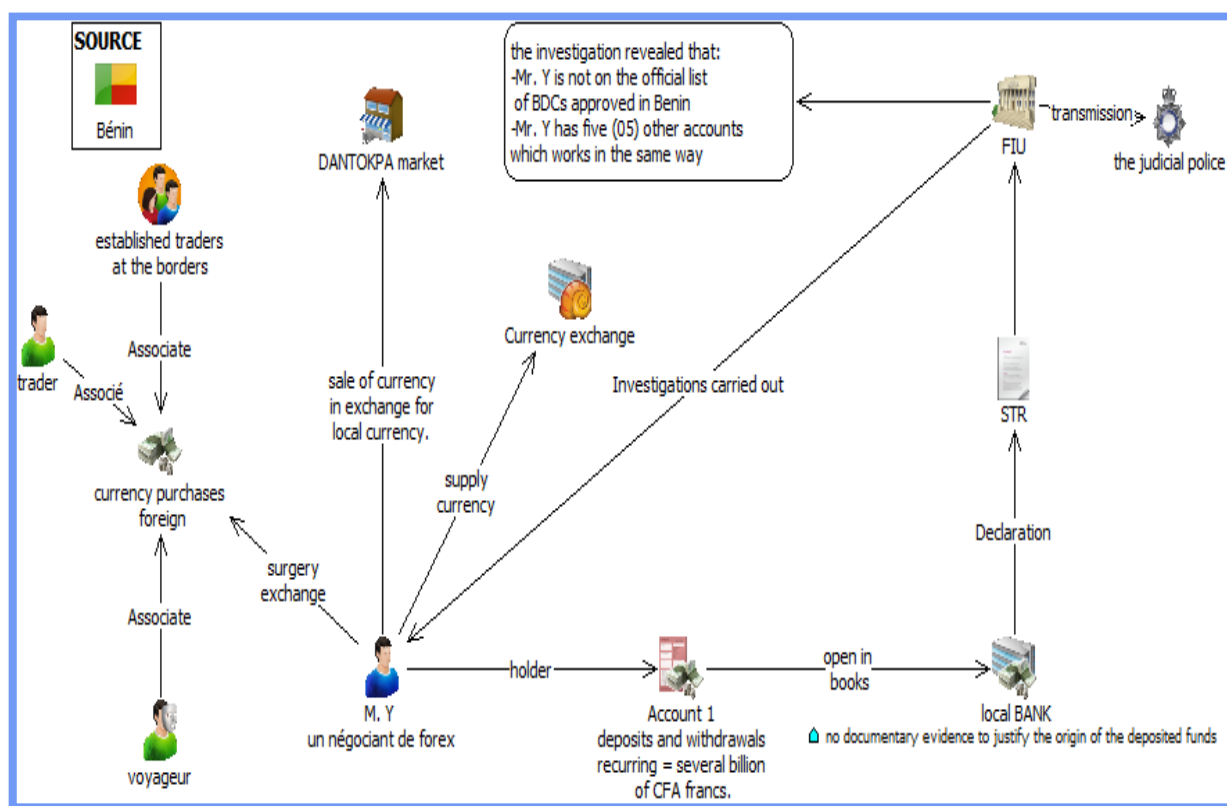 SOURCE
Bénin
the investigation revealed that:
-Mr. Y is not on the official list
of BDCs approved in Benin
-Mr. Y has five (05) other accounts
which works in the same way
FIU
transmission
the judicial police
DANTOKPA market
established traders
at the borders
trader
Associate
Associé
currency purchases
foreign
sale of currency
in exchange for
local currency.
Currency exchange
supply
currency
Investigations carried out
STR
Declaration
surgery
exchange
Associate
voyageur
M. Y
un négociant de forex
holder
Account 1
deposits and withdrawals
recurring = several billion
of CFA francs.
open in
books
local BANK
no documentary evidence to justify the origin of the deposited funds